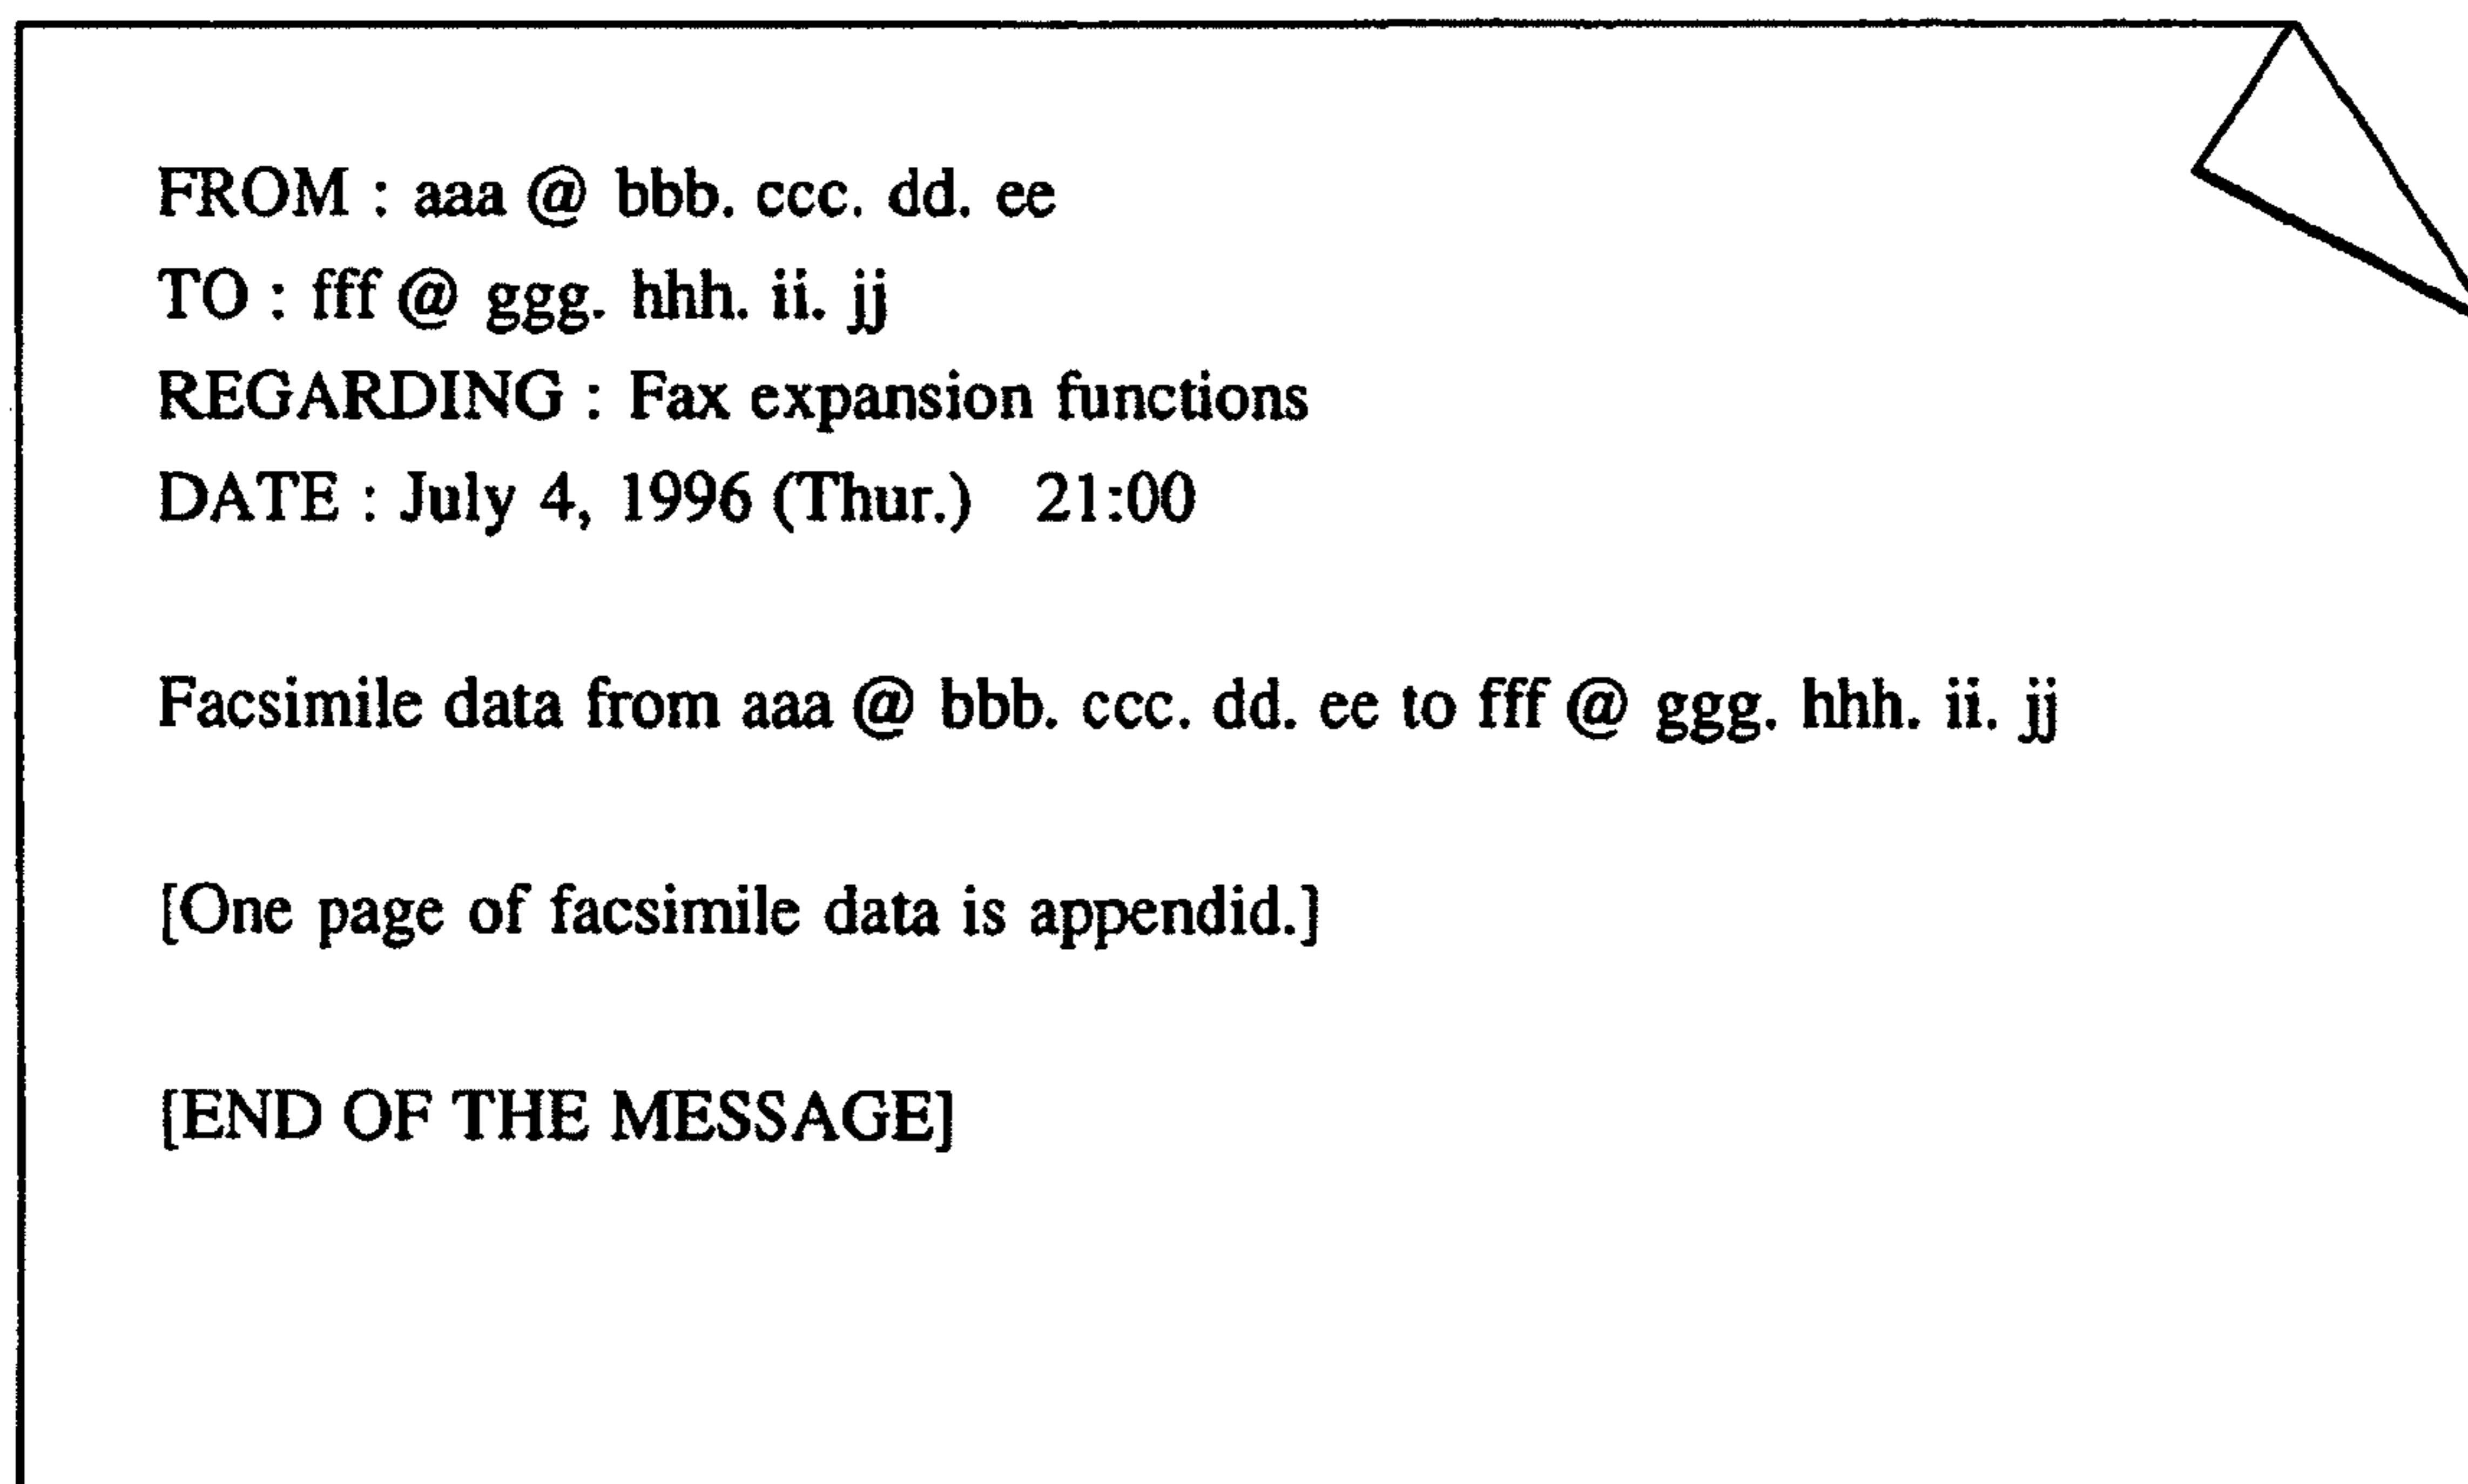 FROM : aaa @ bbb. ccc. dd. ee
TO : fff @ ggg. hhh. ii. jj
REGARDING : Fax expansion functions
DATE : July 4, 1996 (Thur.) 21:00
Facsimile data from aaa @ bbb. ccc. dd. ee to fff @ ggg. hhh. ii. jj
[One page of facsimile data is appendid.]
[END OF THE MESSAGE]